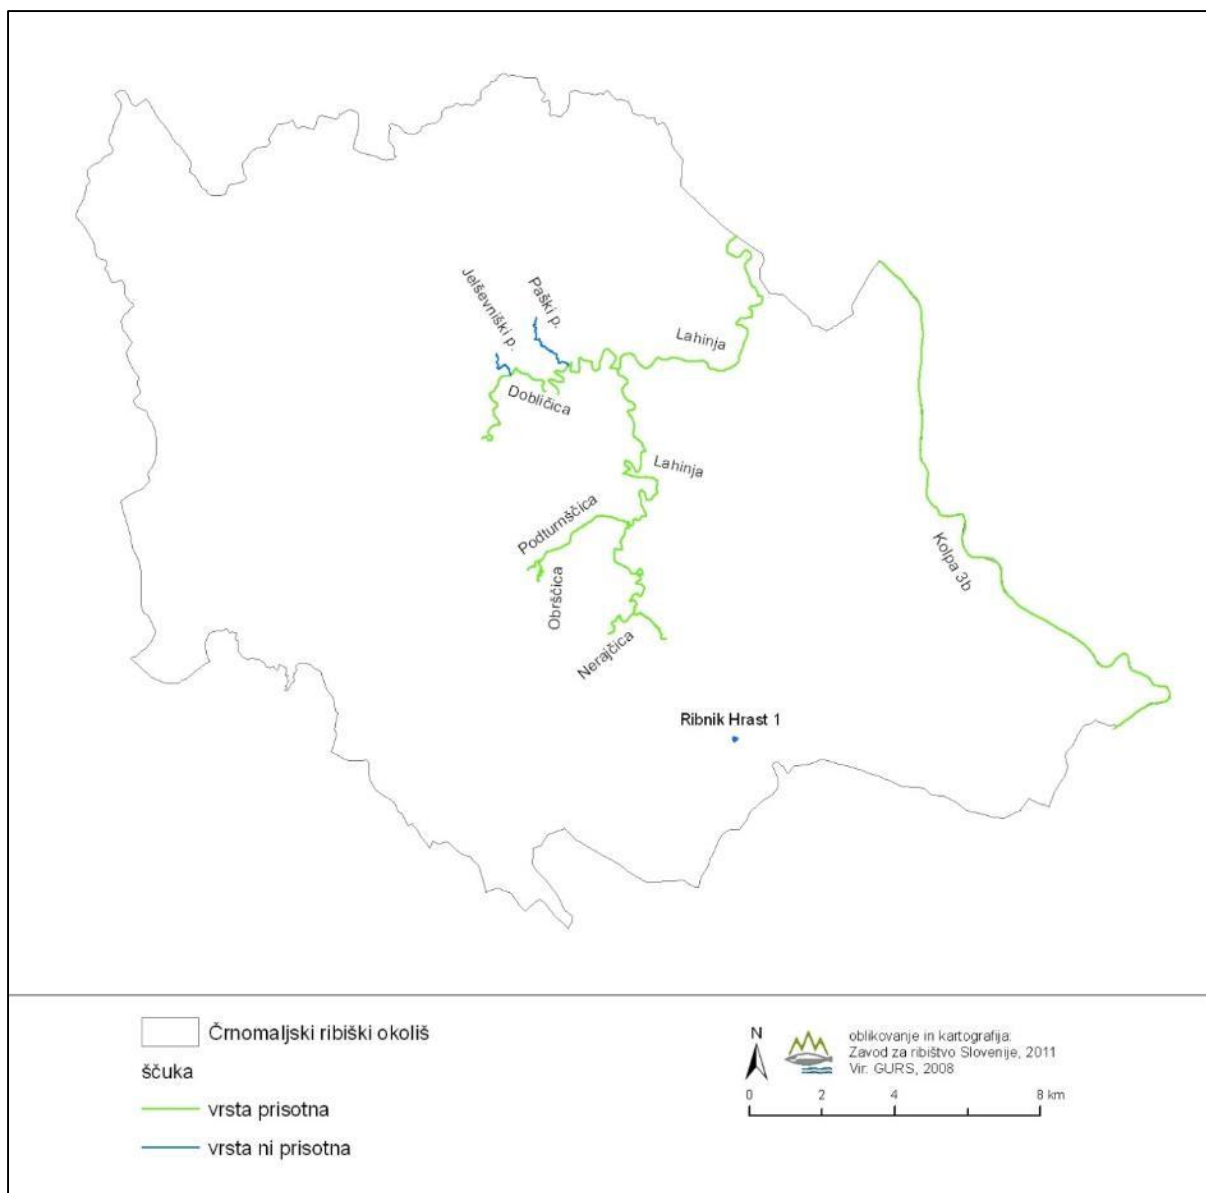 Jelševniški p.
Paški p.
Lahinja
Dobličica
Lahinja
Podturnščica
Obrščica
Nerajčica
Kolpa 3b
Ribnik Hrast 1
Črnomaljski ribiški okoliš
ščuka
vrsta prisotna
vrsta ni prisotna
N
oblikovanje in kartografija:
Zavod za ribištvo Slovenije, 2011
Vir: GURS, 2008
0 2 4 8 km